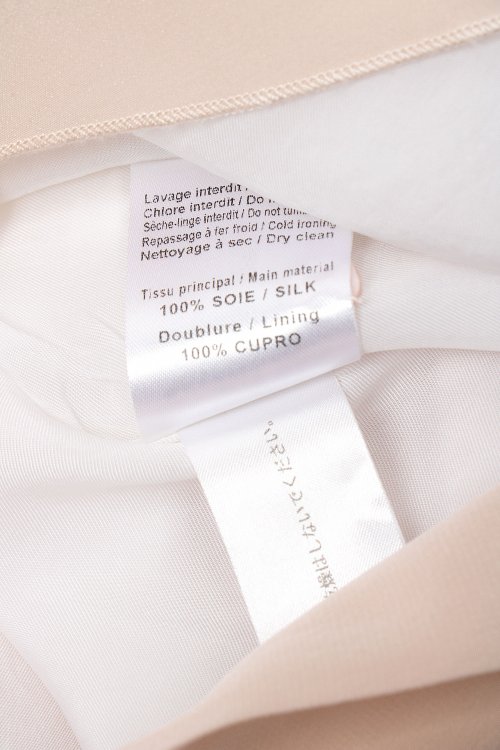 Lavage interdit /
Chlore interdit / Do
Sèche-linge interdit / Do not tum
Repassage à fer froid / Cold ironing
Nettoyage à sec / Dry clean
Tissu principal / Main material
100% SOIE / SILK
Doublure / Lining
100% CUPRO
はしないでください。